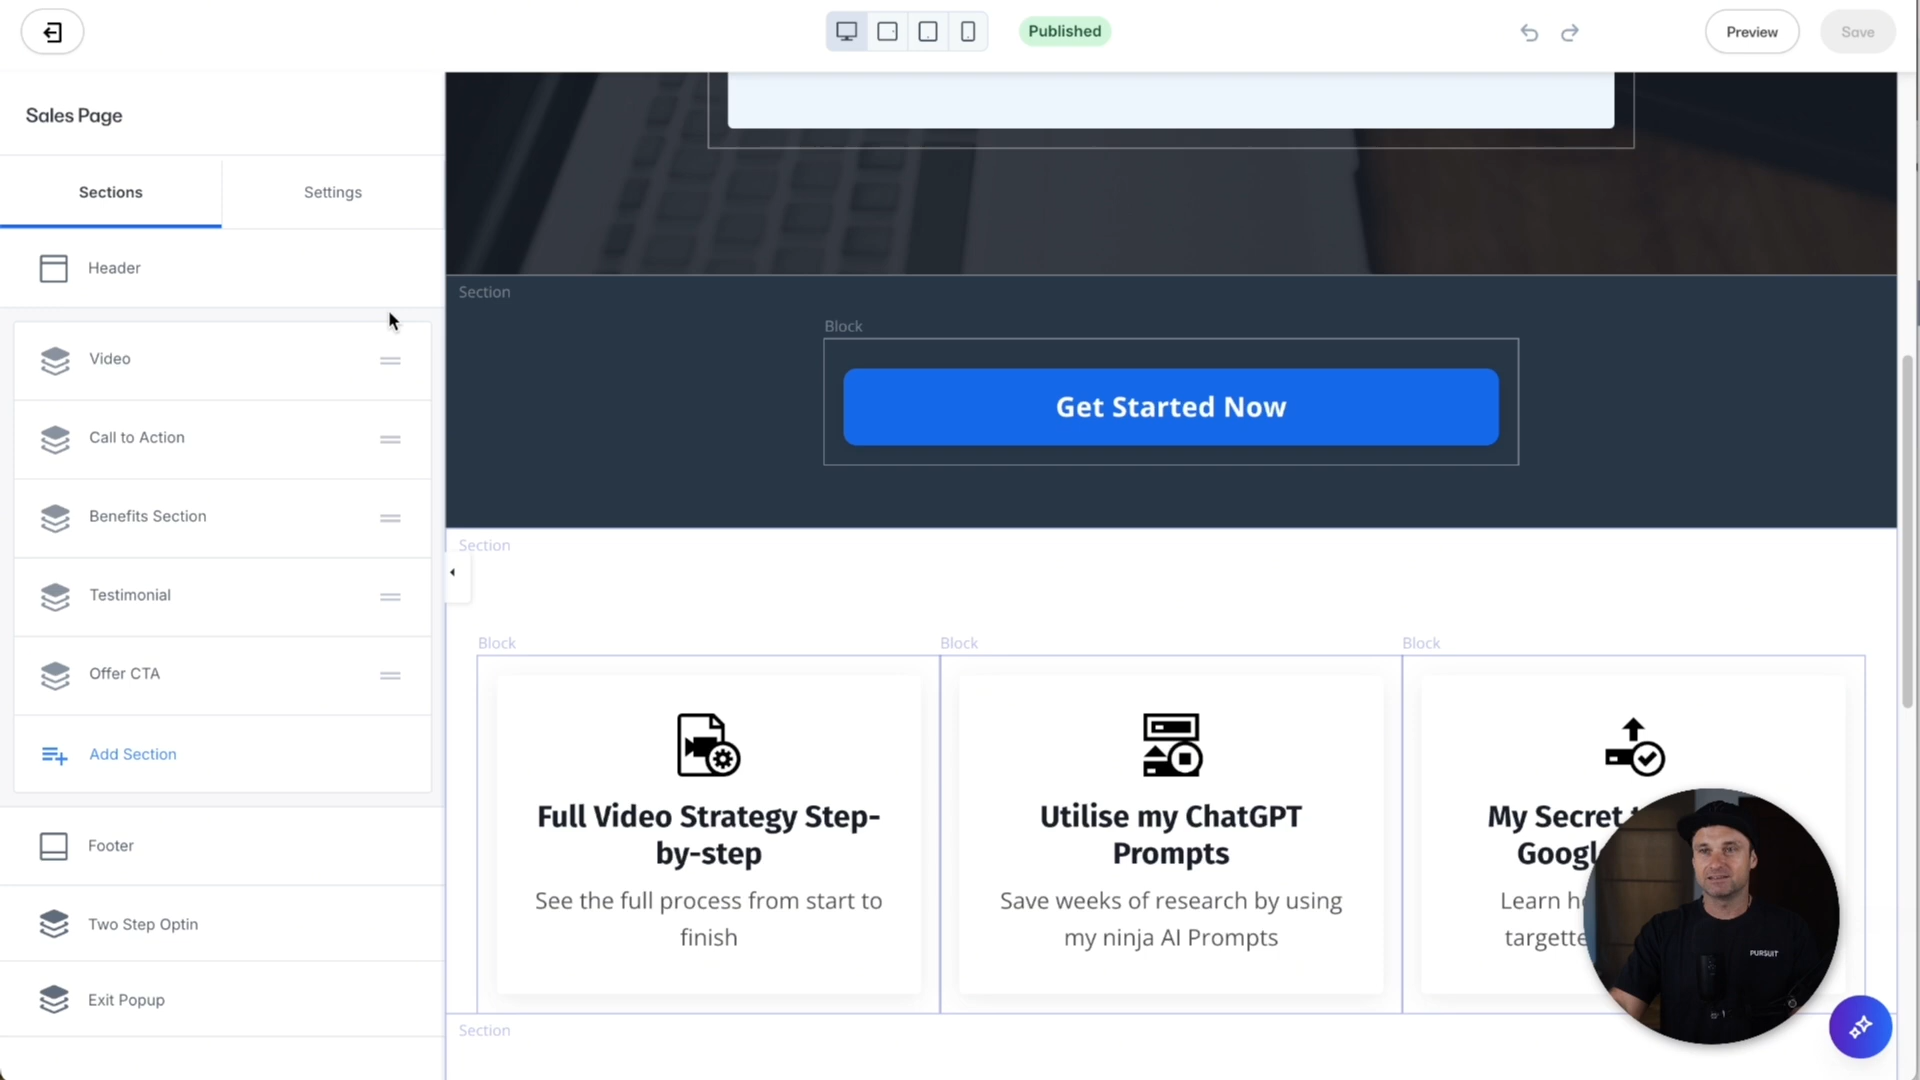 Published
Preview
Save
Sales Page
Sections
Settings
Header
Video
Call to Action
Benefits Section
Testimonial
Offer CTA
Add Section
Footer
Two Step Optin
Exit Popup
Section
Block
Get Started Now
Section
Block
Block
Block
Full Video Strategy Step-
by-step
See the full process from start to
finish
Utilise my ChatGPT
Prompts
Save weeks of research by using
my ninja AI Prompts
My Secret
Learn
PURSUIT
Section